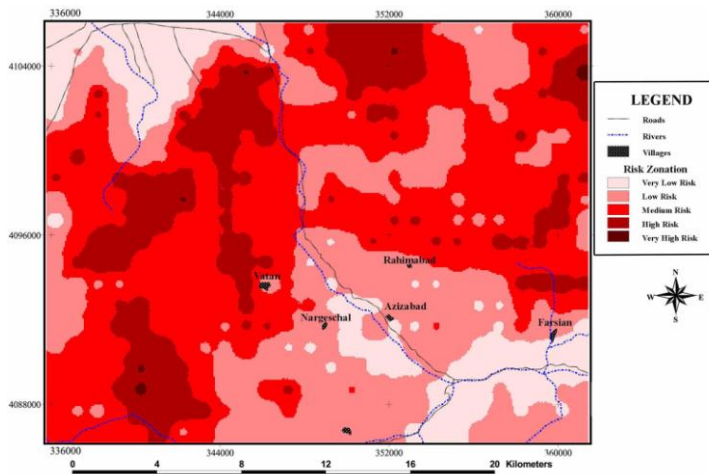 336000 344000 352000 360000
4104000
4096000
4088000
Vatan
Rahimabad
Nargeschal
Azizabad
Farsian
336000 344000 352000 360000
0 4 8 12 16 20 Kilometers
LEGEND
Roads
Rivers
Villages
Risk Zonation
Very Low Risk
Low Risk
Medium Risk
High Risk
Very High Risk
N
W E
S